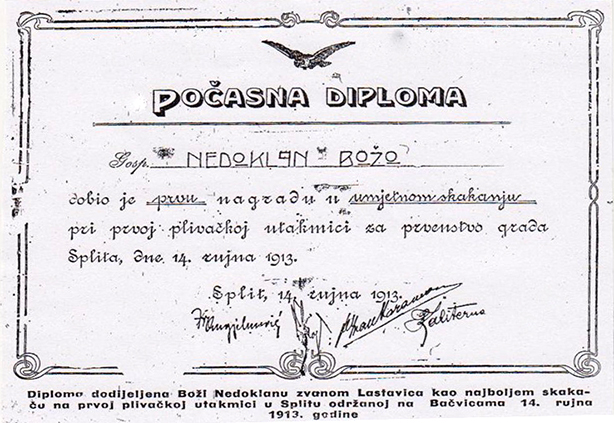 POČASNA DIPLOMA
Gosp. NEDOKLAN BOŽO
dobio je prvu nagradu u umjetnom skakanju
pri prvoj plivačkoj utakmici za prvenstvo grada
Splita, dne 14. rujna 1913.
Split, 14. rujna 1913.
Žaliterna
Diploma dodijeljena Boži Nedoklanu zvanom Lastavica kao najboljem skaka-
ču na prvoj plivačkoj utakmici u Splitu održanoj na Bačvicama 14. rujna
1913. godine